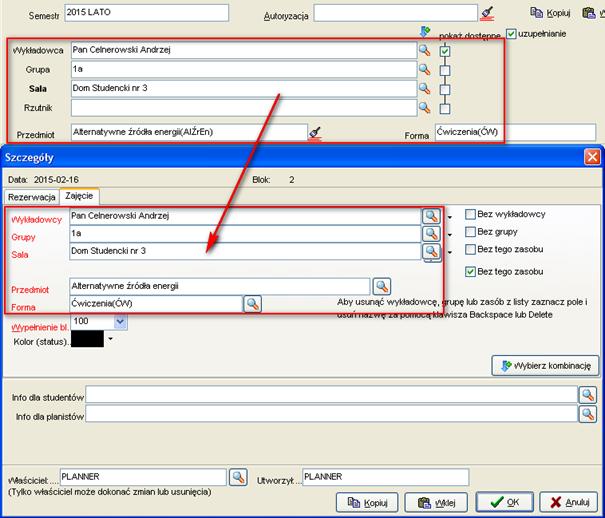 Semestr 2015 LATO Autoryzacja Kopiuj
pokaż dostępne uzupełnianie
Wykładowca Pan Celnerowski Andrzej
Grupa 1a
Sala Dom Studencki nr 3
Rzutnik
Przedmiot Alternatywne źródła energii(AlŹrEn) Forma Ćwiczenia(ĆW)
Szczegóły
Data: 2015-02-16 Blok: 2
Rezerwacja Zajęcie
Wykładowcy Pan Celnerowski Andrzej Bez wykładowcy
Grupy 1a Bez grupy
Sala Dom Studencki nr 3 Bez tego zasobu
Bez tego zasobu
Przedmiot Alternatywne źródła energii
Forma Ćwiczenia(ĆW) Aby usunąć wykładowcę, grupę lub zasób z listy zaznacz pole i
usuń nazwę za pomocą klawisza Backspace lub Delete
Wypełnienie bl. 100
Kolor (status)..
Wybierz kombinację
Info dla studentów
Info dla planistów
Właściciel:.... PLANNER Utworzył:.... PLANNER
(Tylko właściciel może dokonać zmian lub usunięcia)
Kopiuj Wklej OK Anuluj